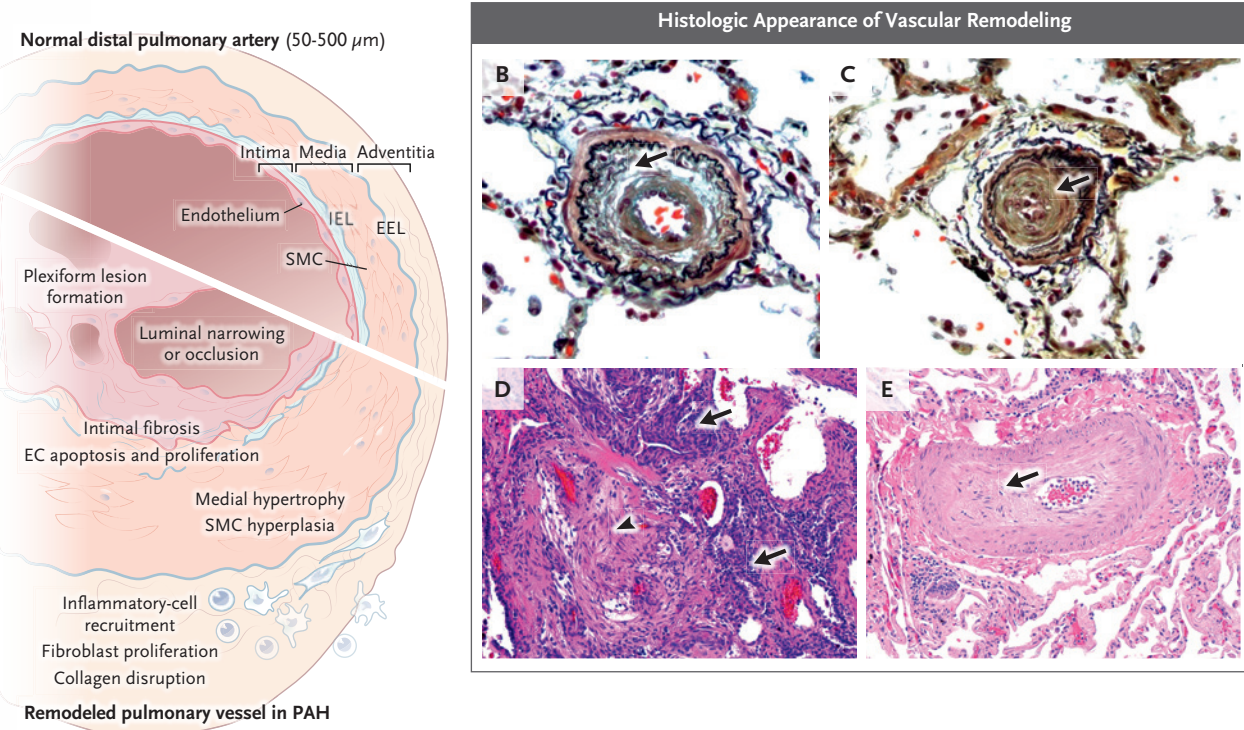 Normal distal pulmonary artery (50-500 µm)
Intima Media Adventitia
Endothelium
IEL
EEL
SMC
Plexiform lesion
formation
Luminal narrowing
or occlusion
Intimal fibrosis
EC apoptosis and proliferation
Medial hypertrophy
SMC hyperplasia
Inflammatory-cell
recruitment
Fibroblast proliferation
Collagen disruption
Remodeled pulmonary vessel in PAH
Histologic Appearance of Vascular Remodeling
B
C
D
E